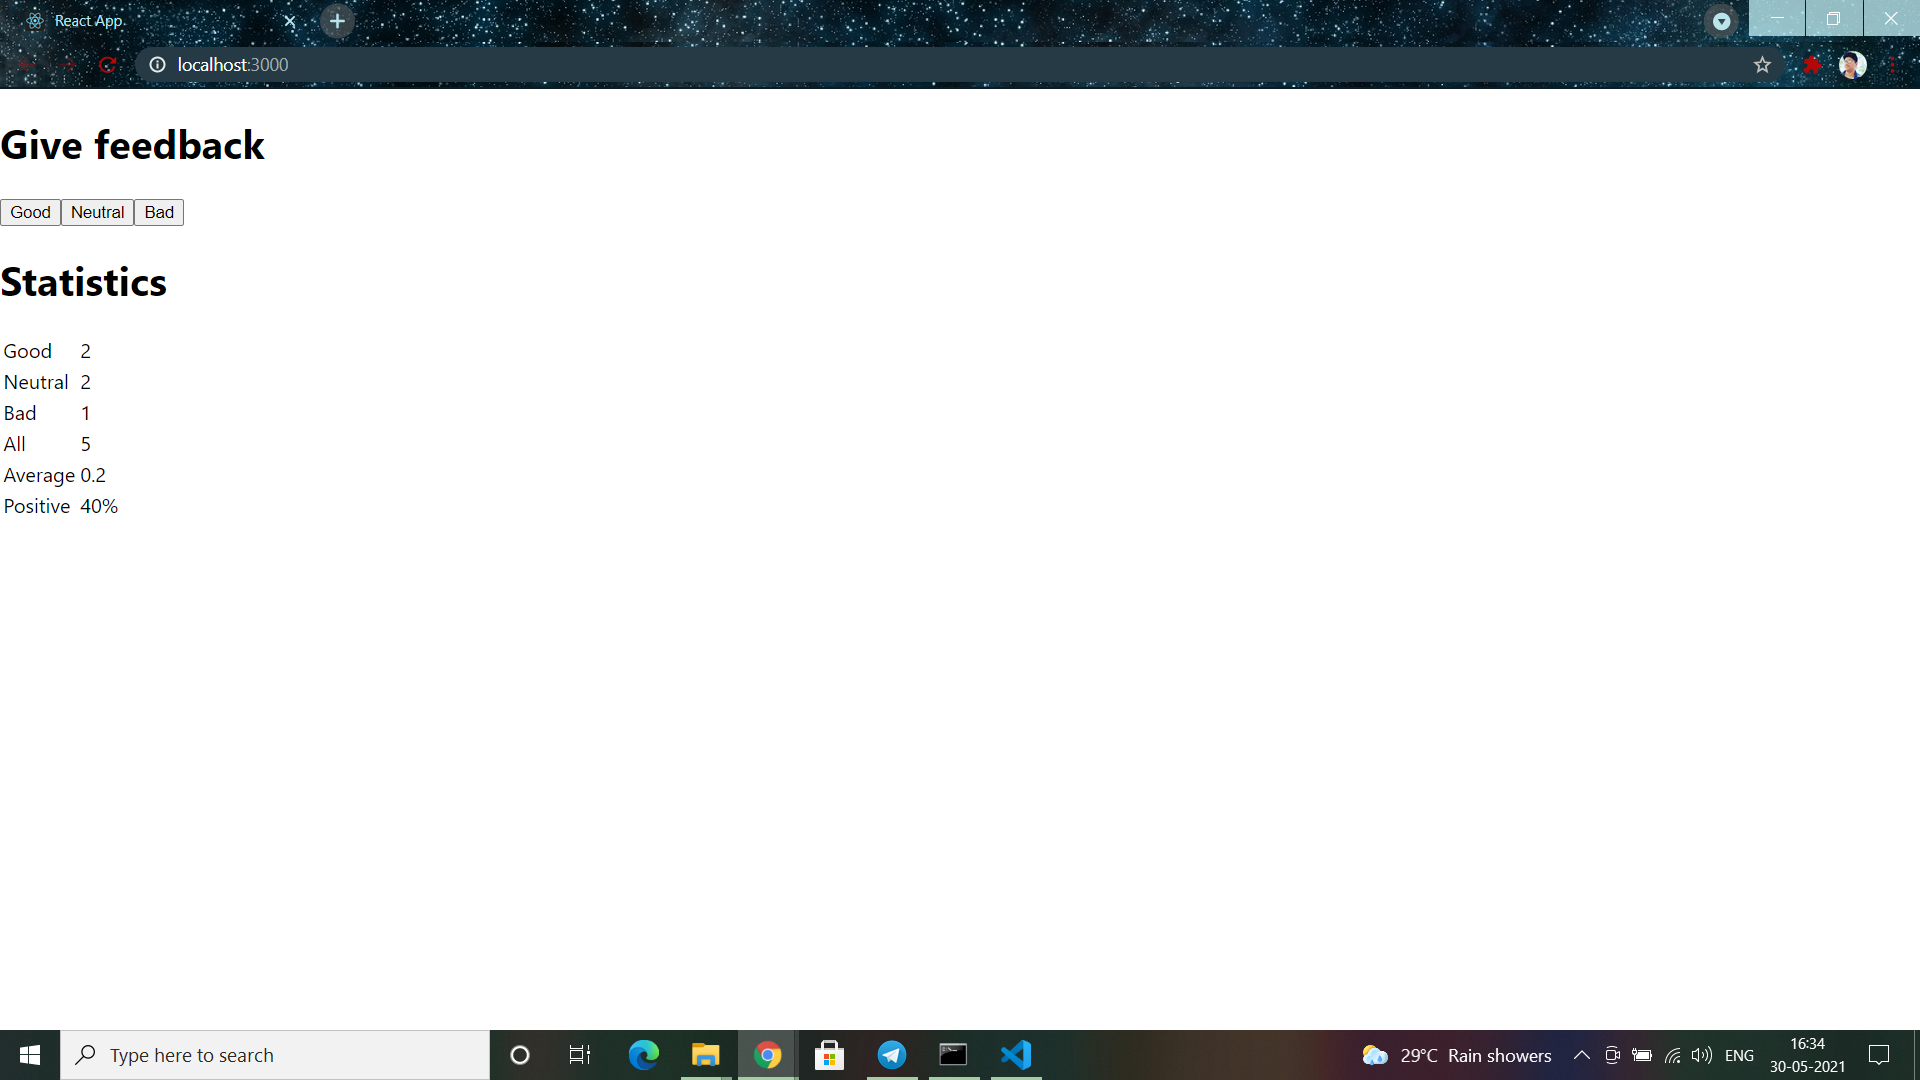 React App
localhost:3000
Give feedback
Good Neutral Bad
Statistics
Good 2
Neutral 2
Bad 1
All 5
Average 0.2
Positive 40%
Type here to search
29°C Rain showers
ENG
16:34
30-05-2021